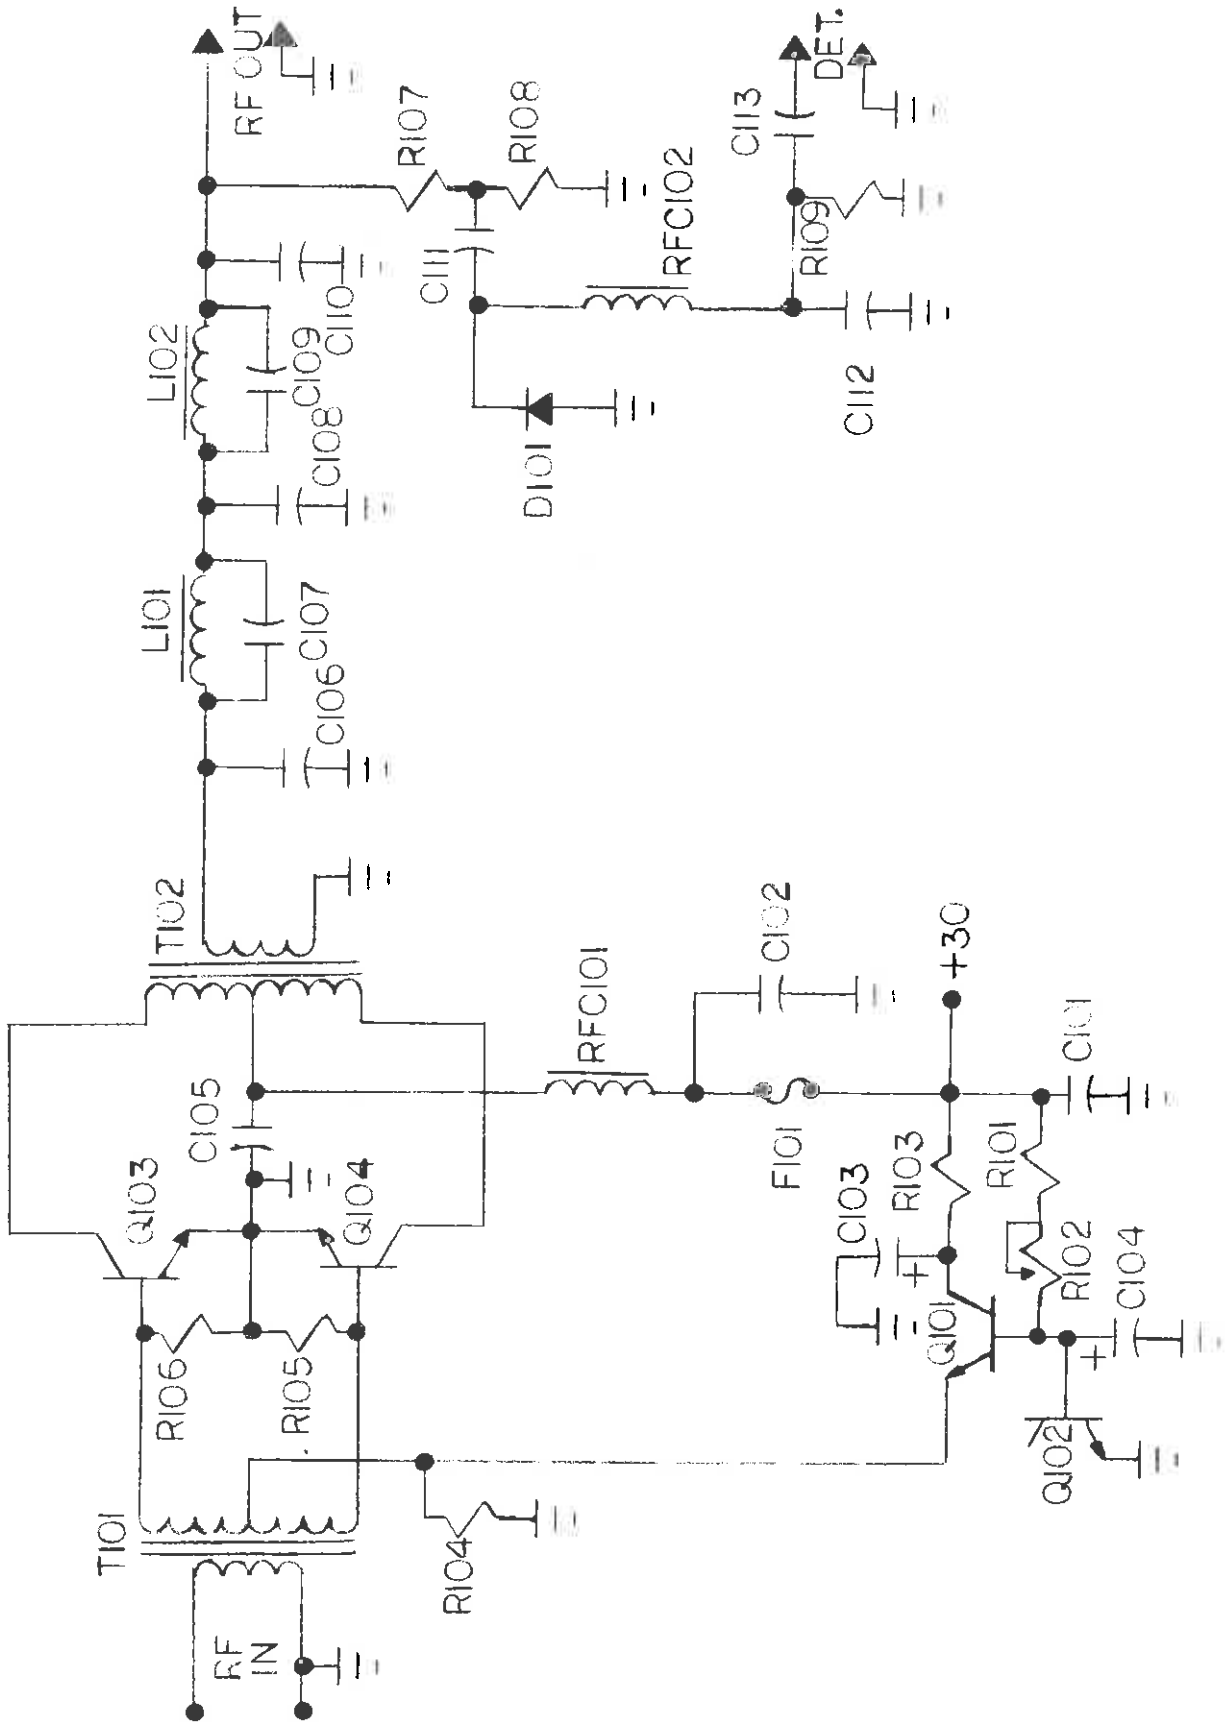 RF
IN
T101
R106
R105
R104
Q103
Q104
C105
T102
C106
L101
C107
C108
L102
C109
C110
RF OUT
R107
R108
C111
D101
RFC102
C112
R109
C113
DET.
RFC101
C102
F101
+30
C101
R103
R101
C103
+
R102
Q101
C104
+
Q102